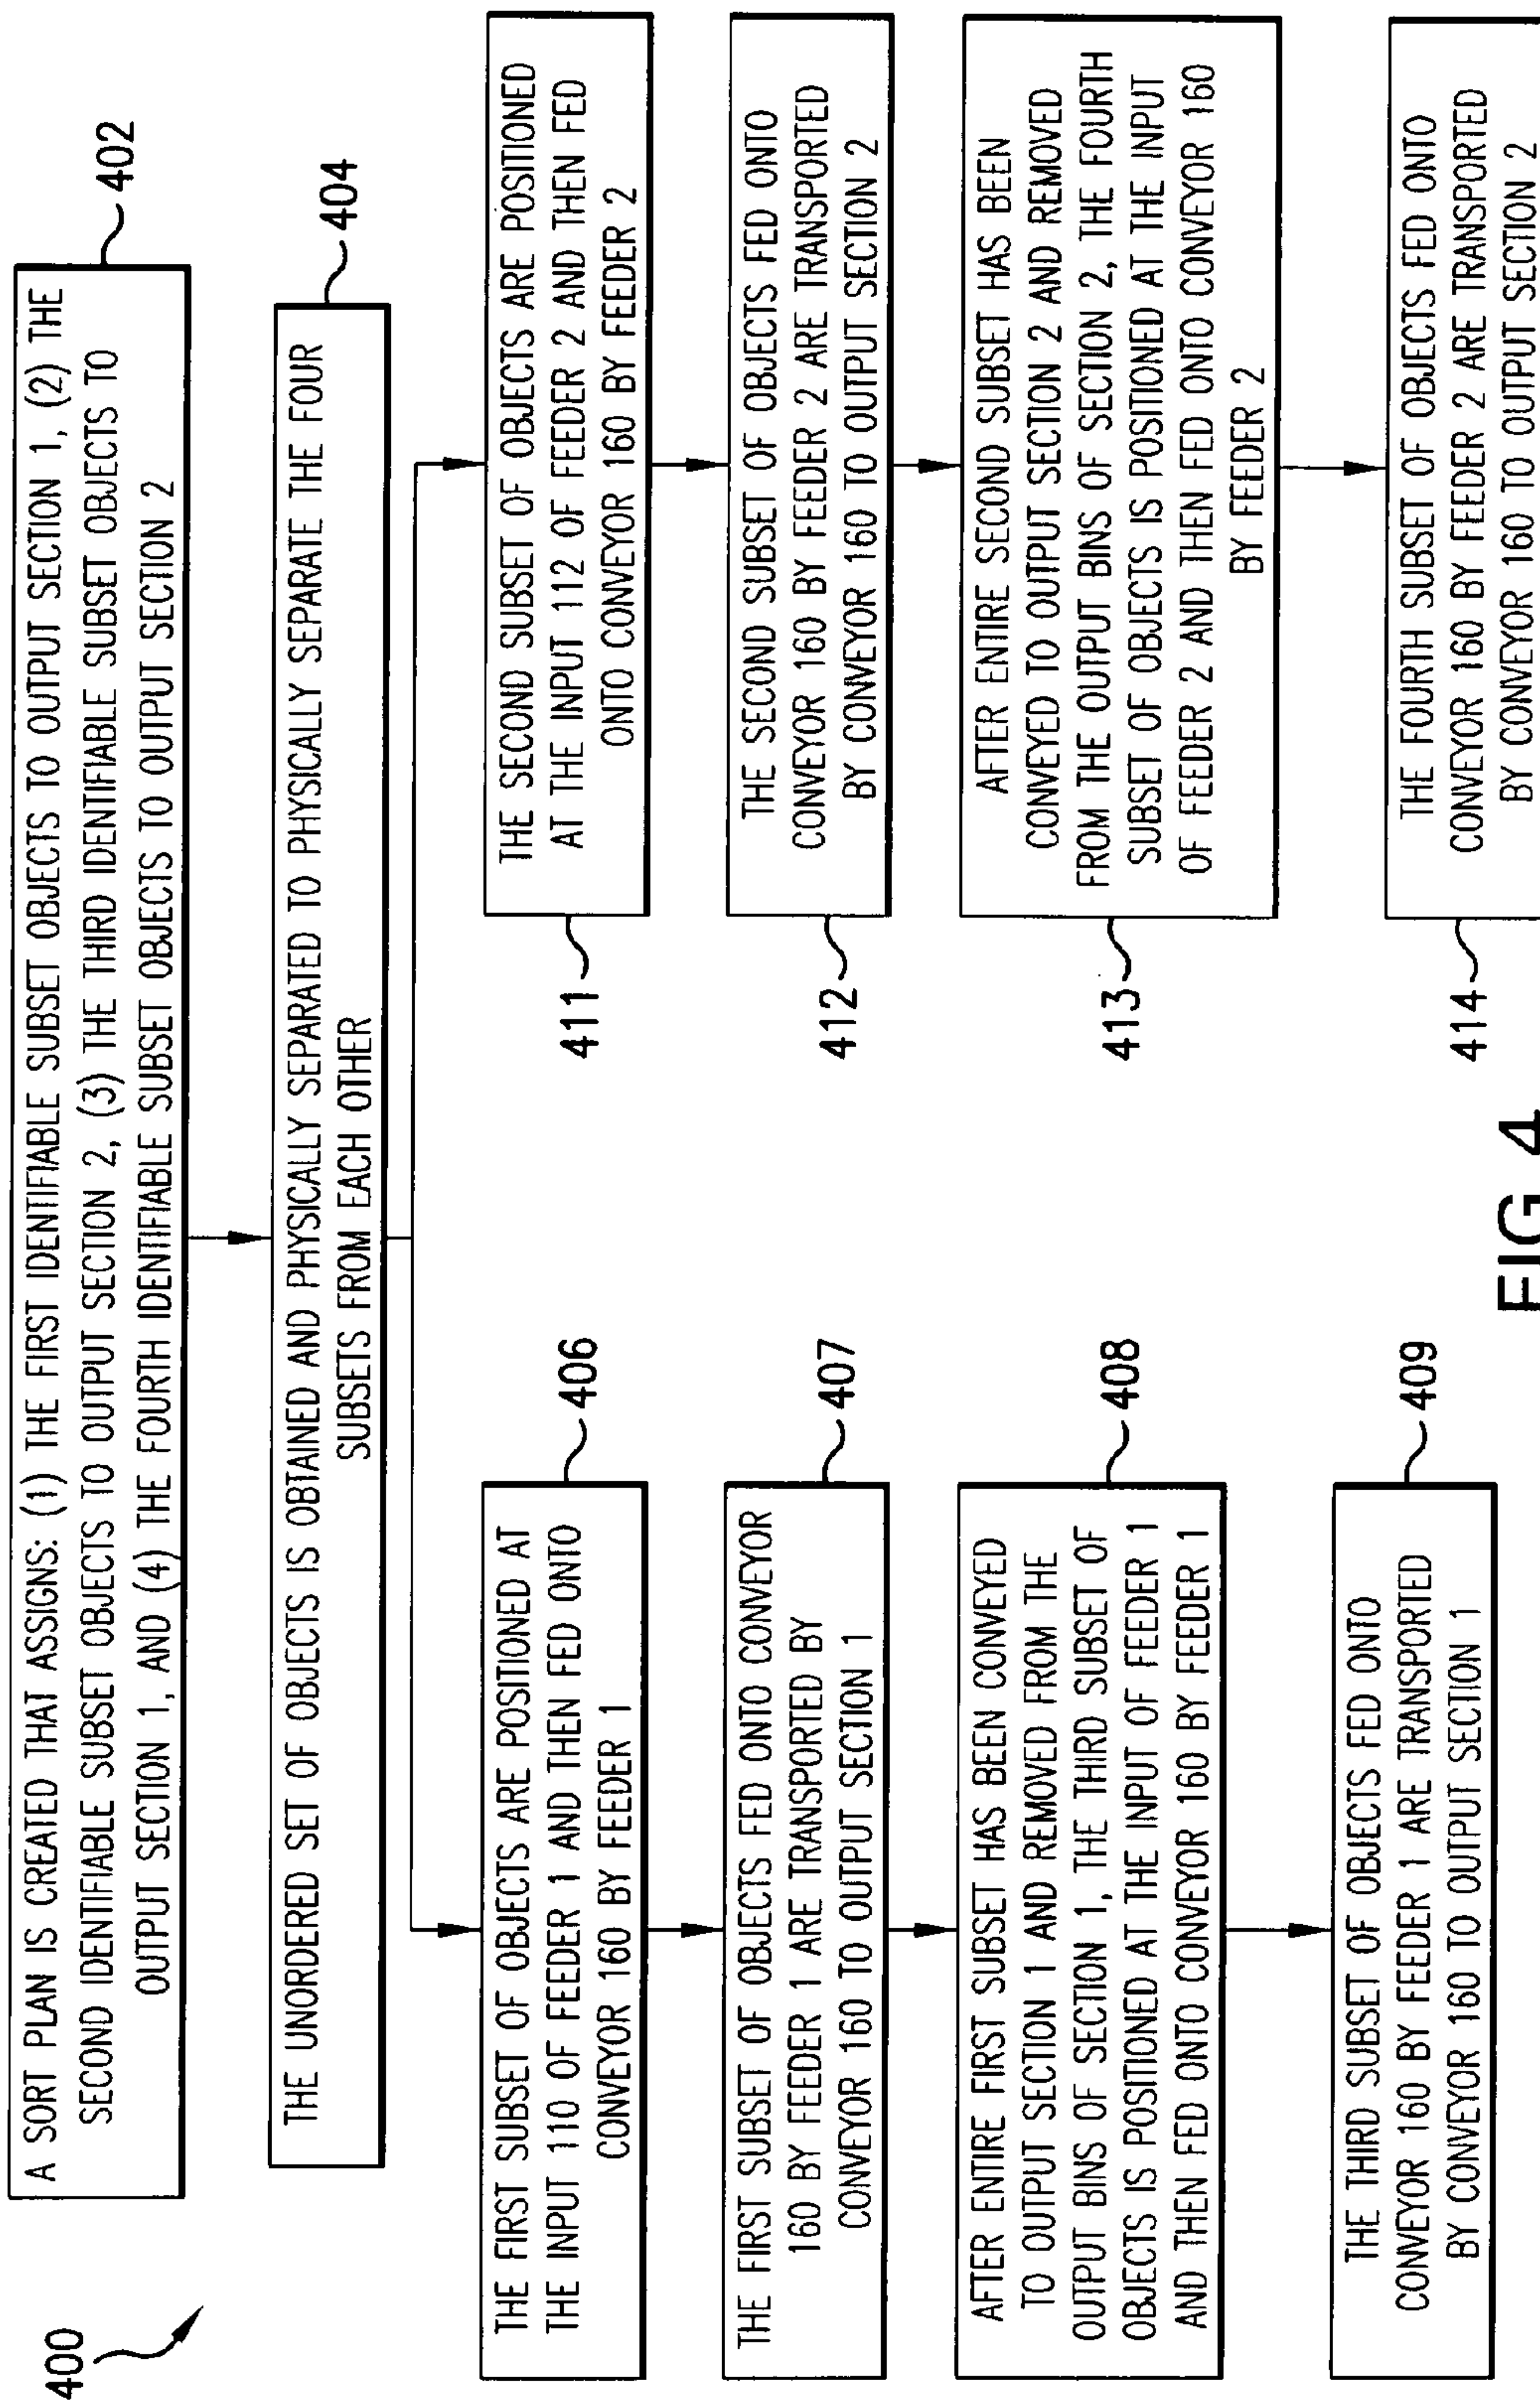 400
A SORT PLAN IS CREATED THAT ASSIGNS: (1) THE FIRST IDENTIFIABLE SUBSET OBJECTS TO OUTPUT SECTION 1, (2) THE
SECOND IDENTIFIABLE SUBSET OBJECTS TO OUTPUT SECTION 2, (3) THE THIRD IDENTIFIABLE SUBSET OBJECTS TO
OUTPUT SECTION 1, AND (4) THE FOURTH IDENTIFIABLE SUBSET OBJECTS TO OUTPUT SECTION 2
402
THE UNORDERED SET OF OBJECTS IS OBTAINED AND PHYSICALLY SEPARATED TO PHYSICALLY SEPARATE THE FOUR
SUBSETS FROM EACH OTHER
404
THE FIRST SUBSET OF OBJECTS ARE POSITIONED AT
THE INPUT 110 OF FEEDER 1 AND THEN FED ONTO
CONVEYOR 160 BY FEEDER 1
406
THE FIRST SUBSET OF OBJECTS FED ONTO CONVEYOR
160 BY FEEDER 1 ARE TRANSPORTED BY
CONVEYOR 160 TO OUTPUT SECTION 1
407
AFTER ENTIRE FIRST SUBSET HAS BEEN CONVEYED
TO OUTPUT SECTION 1 AND REMOVED FROM THE
OUTPUT BINS OF SECTION 1, THE THIRD SUBSET OF
OBJECTS IS POSITIONED AT THE INPUT OF FEEDER 1
AND THEN FED ONTO CONVEYOR 160 BY FEEDER 1
408
THE THIRD SUBSET OF OBJECTS FED ONTO
CONVEYOR 160 BY FEEDER 1 ARE TRANSPORTED
BY CONVEYOR 160 TO OUTPUT SECTION 1
409
411
THE SECOND SUBSET OF OBJECTS ARE POSITIONED
AT THE INPUT 112 OF FEEDER 2 AND THEN FED
ONTO CONVEYOR 160 BY FEEDER 2
412
THE SECOND SUBSET OF OBJECTS FED ONTO
CONVEYOR 160 BY FEEDER 2 ARE TRANSPORTED
BY CONVEYOR 160 TO OUTPUT SECTION 2
413
AFTER ENTIRE SECOND SUBSET HAS BEEN
CONVEYED TO OUTPUT SECTION 2 AND REMOVED
FROM THE OUTPUT BINS OF SECTION 2, THE FOURTH
SUBSET OF OBJECTS IS POSITIONED AT THE INPUT
OF FEEDER 2 AND THEN FED ONTO CONVEYOR 160
BY FEEDER 2
414
THE FOURTH SUBSET OF OBJECTS FED ONTO
CONVEYOR 160 BY FEEDER 2 ARE TRANSPORTED
BY CONVEYOR 160 TO OUTPUT SECTION 2
FIG. 4